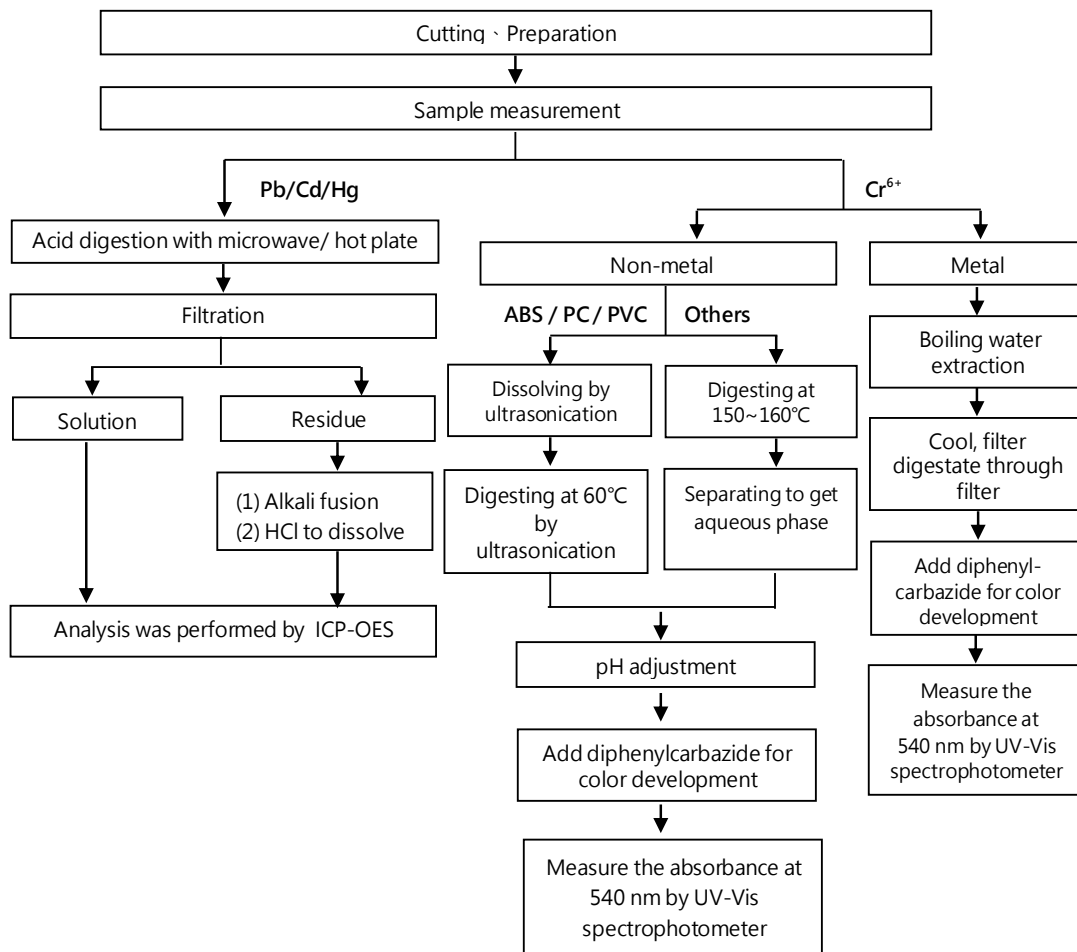 Cutting、Preparation
Sample measurement
Pb/Cd/Hg
Acid digestion with microwave/ hot plate
Filtration
Solution
Residue
(1) Alkali fusion
(2) HCl to dissolve
Analysis was performed by ICP-OES
Cr⁶⁺
Non-metal
ABS / PC / PVC
Dissolving by
ultrasonication
Digesting at 60℃
by
ultrasonication
Others
Digesting at
150~160℃
Separating to get
aqueous phase
pH adjustment
Add diphenylcarbazide for
color development
Measure the absorbance at
540 nm by UV-Vis
spectrophotometer
Metal
Boiling water
extraction
Cool, filter
digestate through
filter
Add diphenyl-
carbazide for color
development
Measure the
absorbance at
540 nm by UV-Vis
spectrophotometer